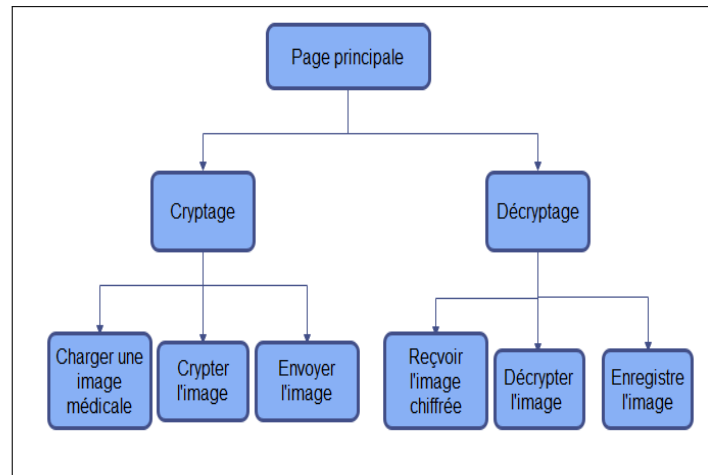 Page principale
Cryptage
Décryptage
Charger une
image
médicale
Crypter
l'image
Envoyer
l'image
Reçvoir
l'image
chiffrée
Décrypter
l'image
Enregistre
l'image